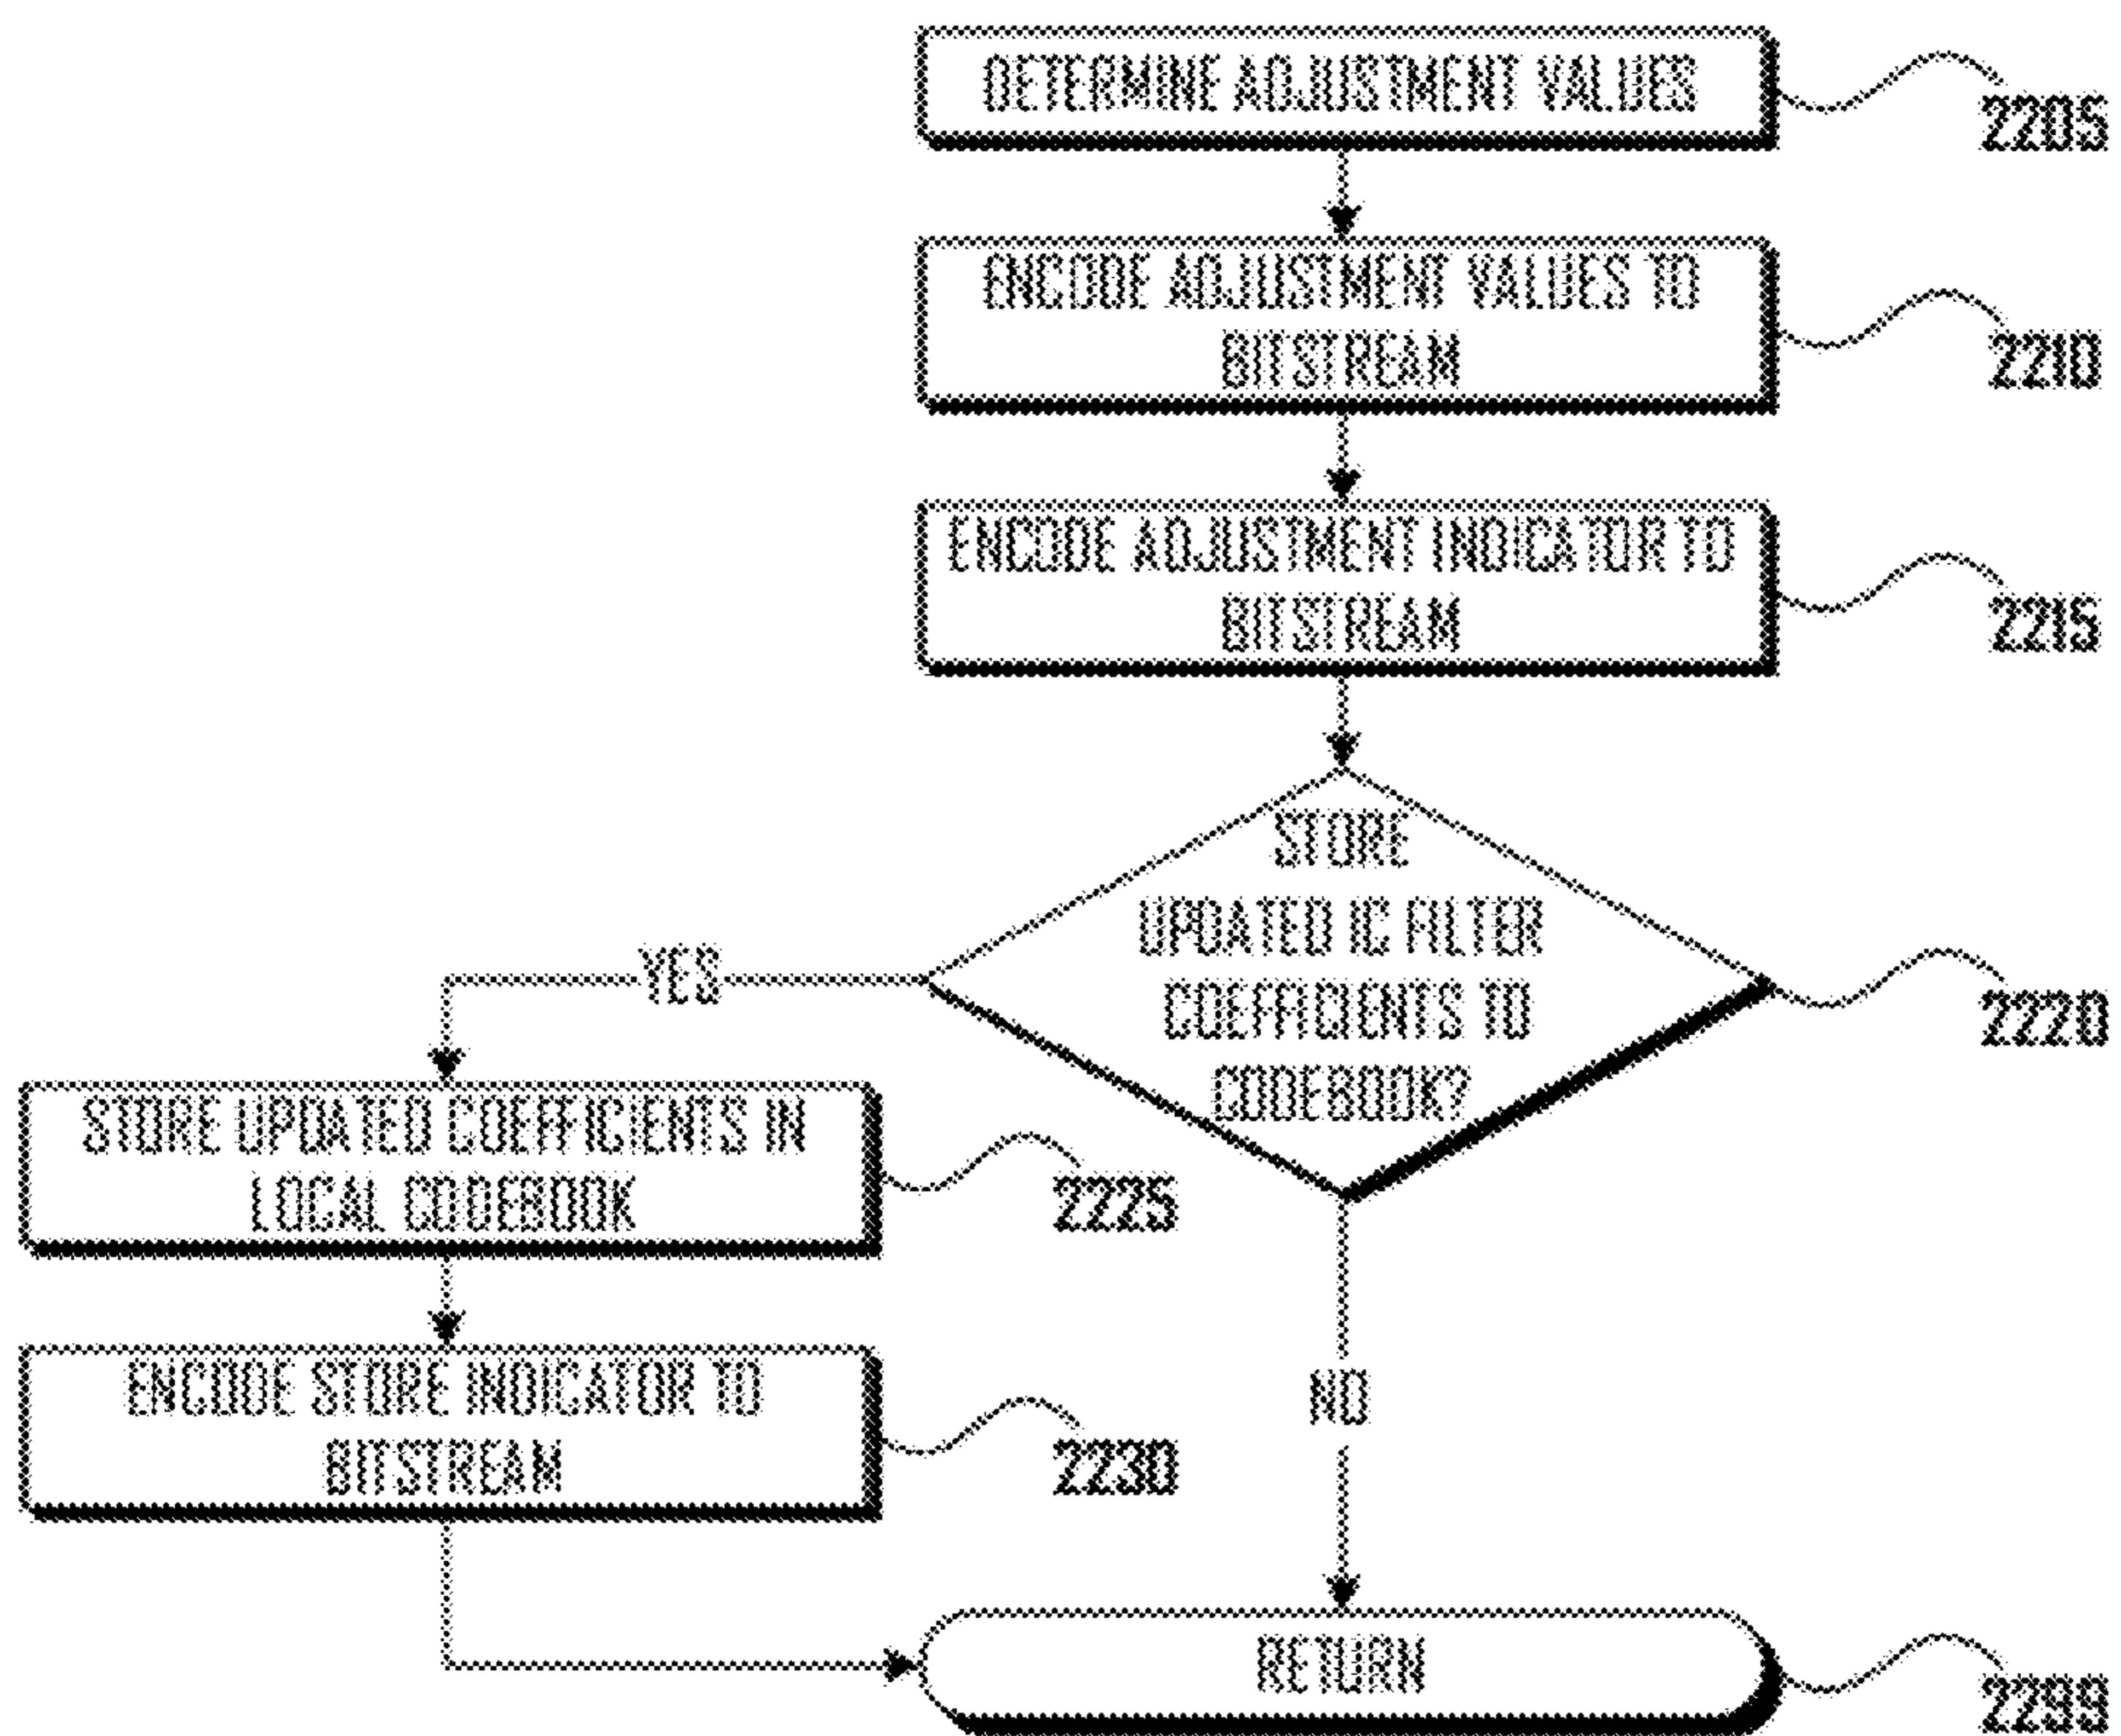 DETERMINE ADJUSTMENT VALUES
2205
ENCODE ADJUSTMENT VALUES TO
BITSTREAM
2210
ENCODE ADJUSTMENT INDICATOR TO
BITSTREAM
2215
STORE
UPDATED IC FILTER
COEFFICIENTS TO
CODEBOOK?
2220
YES
STORE UPDATED COEFFICIENTS IN
LOCAL CODEBOOK
2225
ENCODE STORE INDICATOR TO
BITSTREAM
2230
NO
RETURN
2299